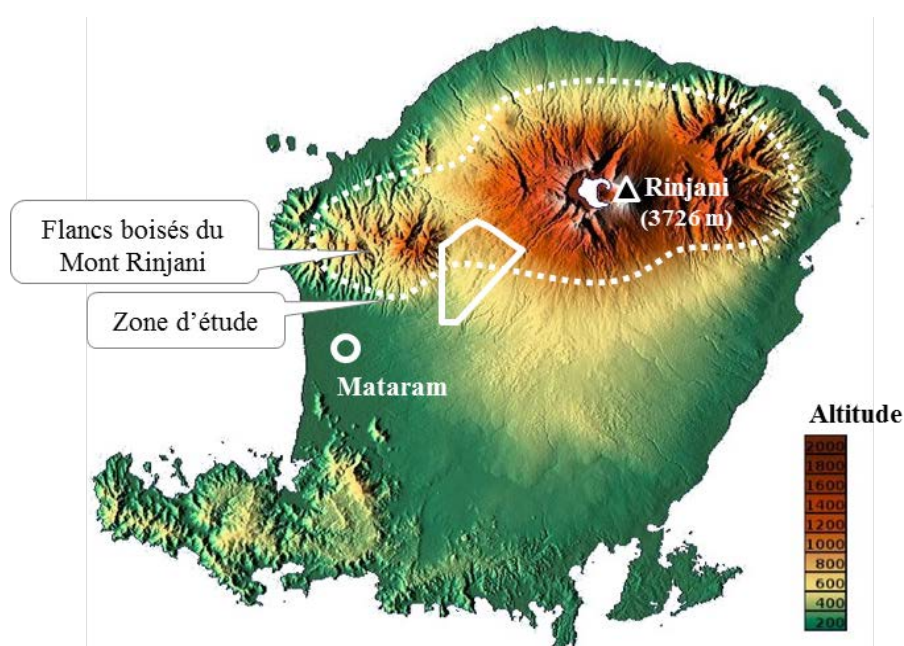 Rinjani
(3726 m)
Flancs boisés du
Mont Rinjani
Zone d’étude
Mataram
Altitude
2000
1800
1600
1400
1200
1000
800
600
400
200